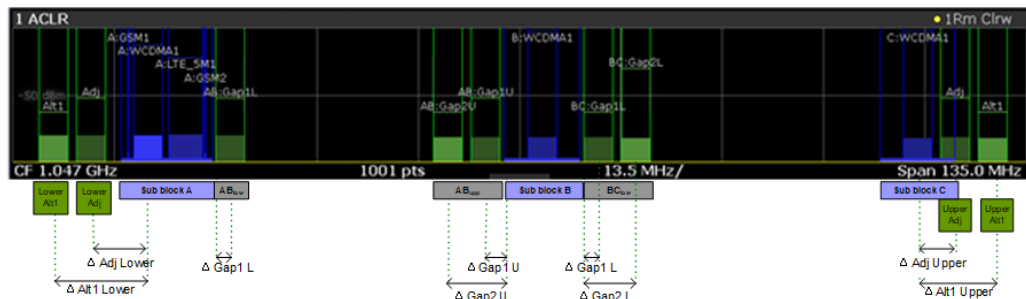 1 ACLR
1Rm Clrw
A:GSM1
A:WCDMA1
A:LTE_5M1
A:GSM2
AB:Gap1L
B:WCDMA1
C:WCDMA1
BC:Gap2L
-50 dBm
Alt1
Adj
AB:Gap2U
AB:Gap1U
BC:Gap1L
Adj
Alt1
CF 1.047 GHz
1001 pts
13.5 MHz/
Span 135.0 MHz
Lower Alt1
Lower Adj
Sub block A
ABlow
ABupp
Sub block B
BClow
Sub block C
Upper Adj
Upper Alt1
Δ Adj Lower
Δ Gap1 L
Δ Gap1 U
Δ Gap1 L
Δ Adj Upper
Δ Alt1 Lower
Δ Gap2 U
Δ Gap2 L
Δ Alt1 Upper